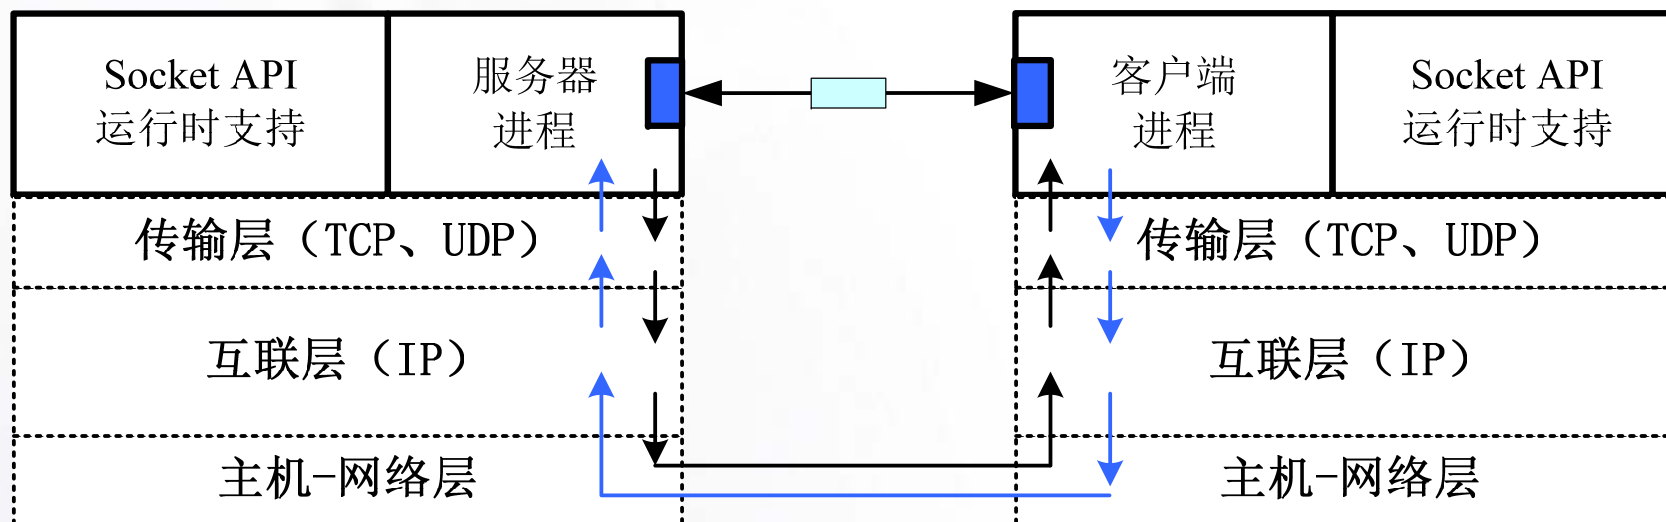 Socket API
运行时支持
服务器
进程
客户端
进程
Socket API
运行时支持
传输层（TCP、UDP）
传输层（TCP、UDP）
互联层（IP）
互联层（IP）
主机-网络层
主机-网络层